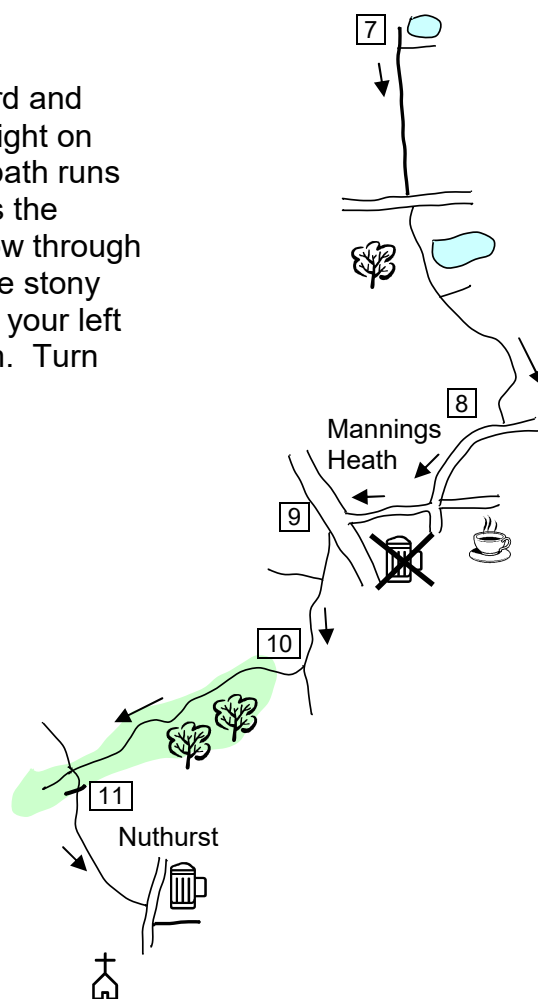 7
rd and
ight on
path runs
s the
ow through
e stony
your left
n.  Turn
8
Mannings
Heath
9
10
11
Nuthurst